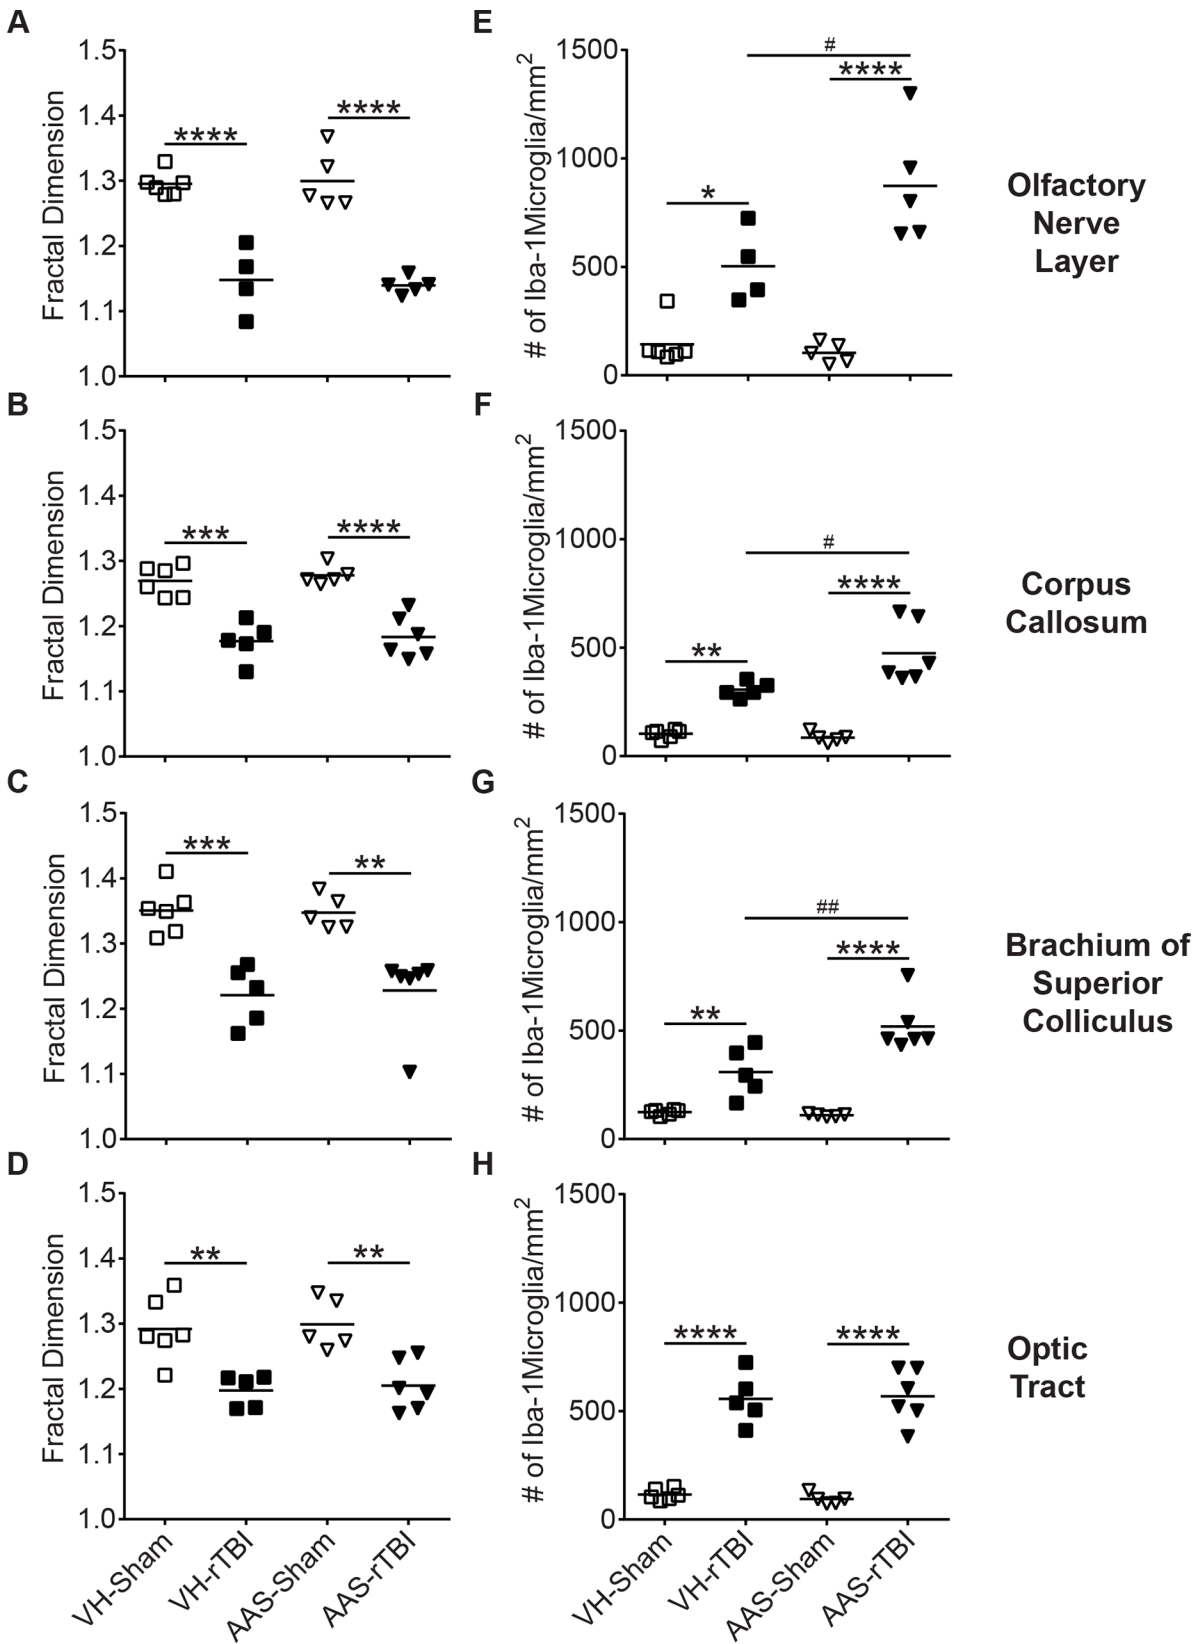 A
Fractal Dimension
1.5
1.4
1.3
1.2
1.1
1.0
****
****
E
# of Iba-1Microglia/mm2
1500
1000
500
0
*
#
****
Olfactory
Nerve
Layer
B
Fractal Dimension
1.5
1.4
1.3
1.2
1.1
1.0
***
****
F
# of Iba-1Microglia/mm2
1500
1000
500
0
**
#
****
Corpus
Callosum
C
Fractal Dimension
1.5
1.4
1.3
1.2
1.1
1.0
***
**
G
# of Iba-1Microglia/mm2
1500
1000
500
0
**
##
****
Brachium of
Superior
Colliculus
D
Fractal Dimension
1.5
1.4
1.3
1.2
1.1
1.0
**
**
VH-Sham
VH-rTBI
AAS-Sham
AAS-rTBI
H
# of Iba-1Microglia/mm2
1500
1000
500
0
****
****
VH-Sham
VH-rTBI
AAS-Sham
AAS-rTBI
Optic
Tract